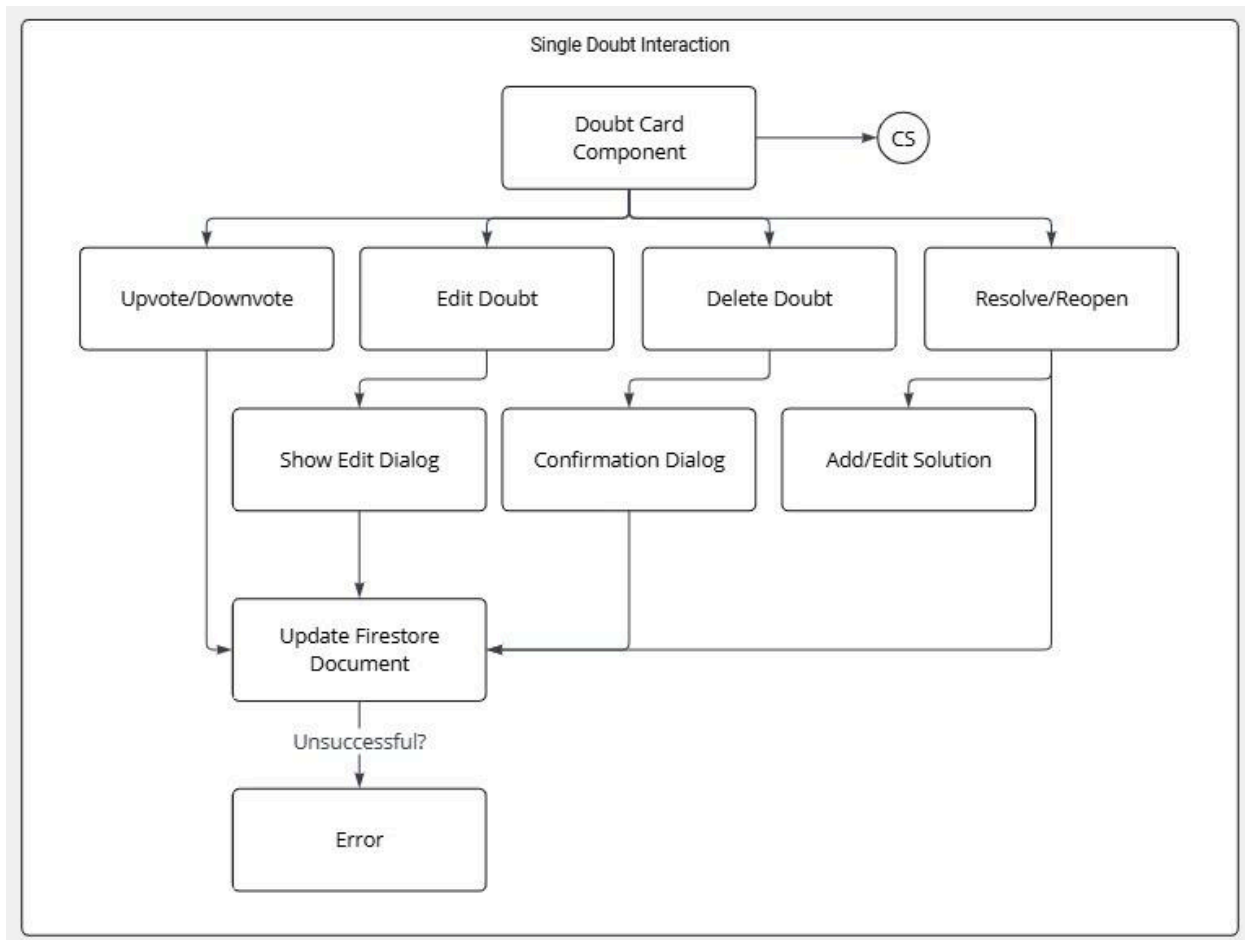 Single Doubt Interaction
Doubt Card
Component
CS
Upvote/Downvote
Edit Doubt
Delete Doubt
Resolve/Reopen
Show Edit Dialog
Confirmation Dialog
Add/Edit Solution
Update Firestore
Document
Unsuccessful?
Error